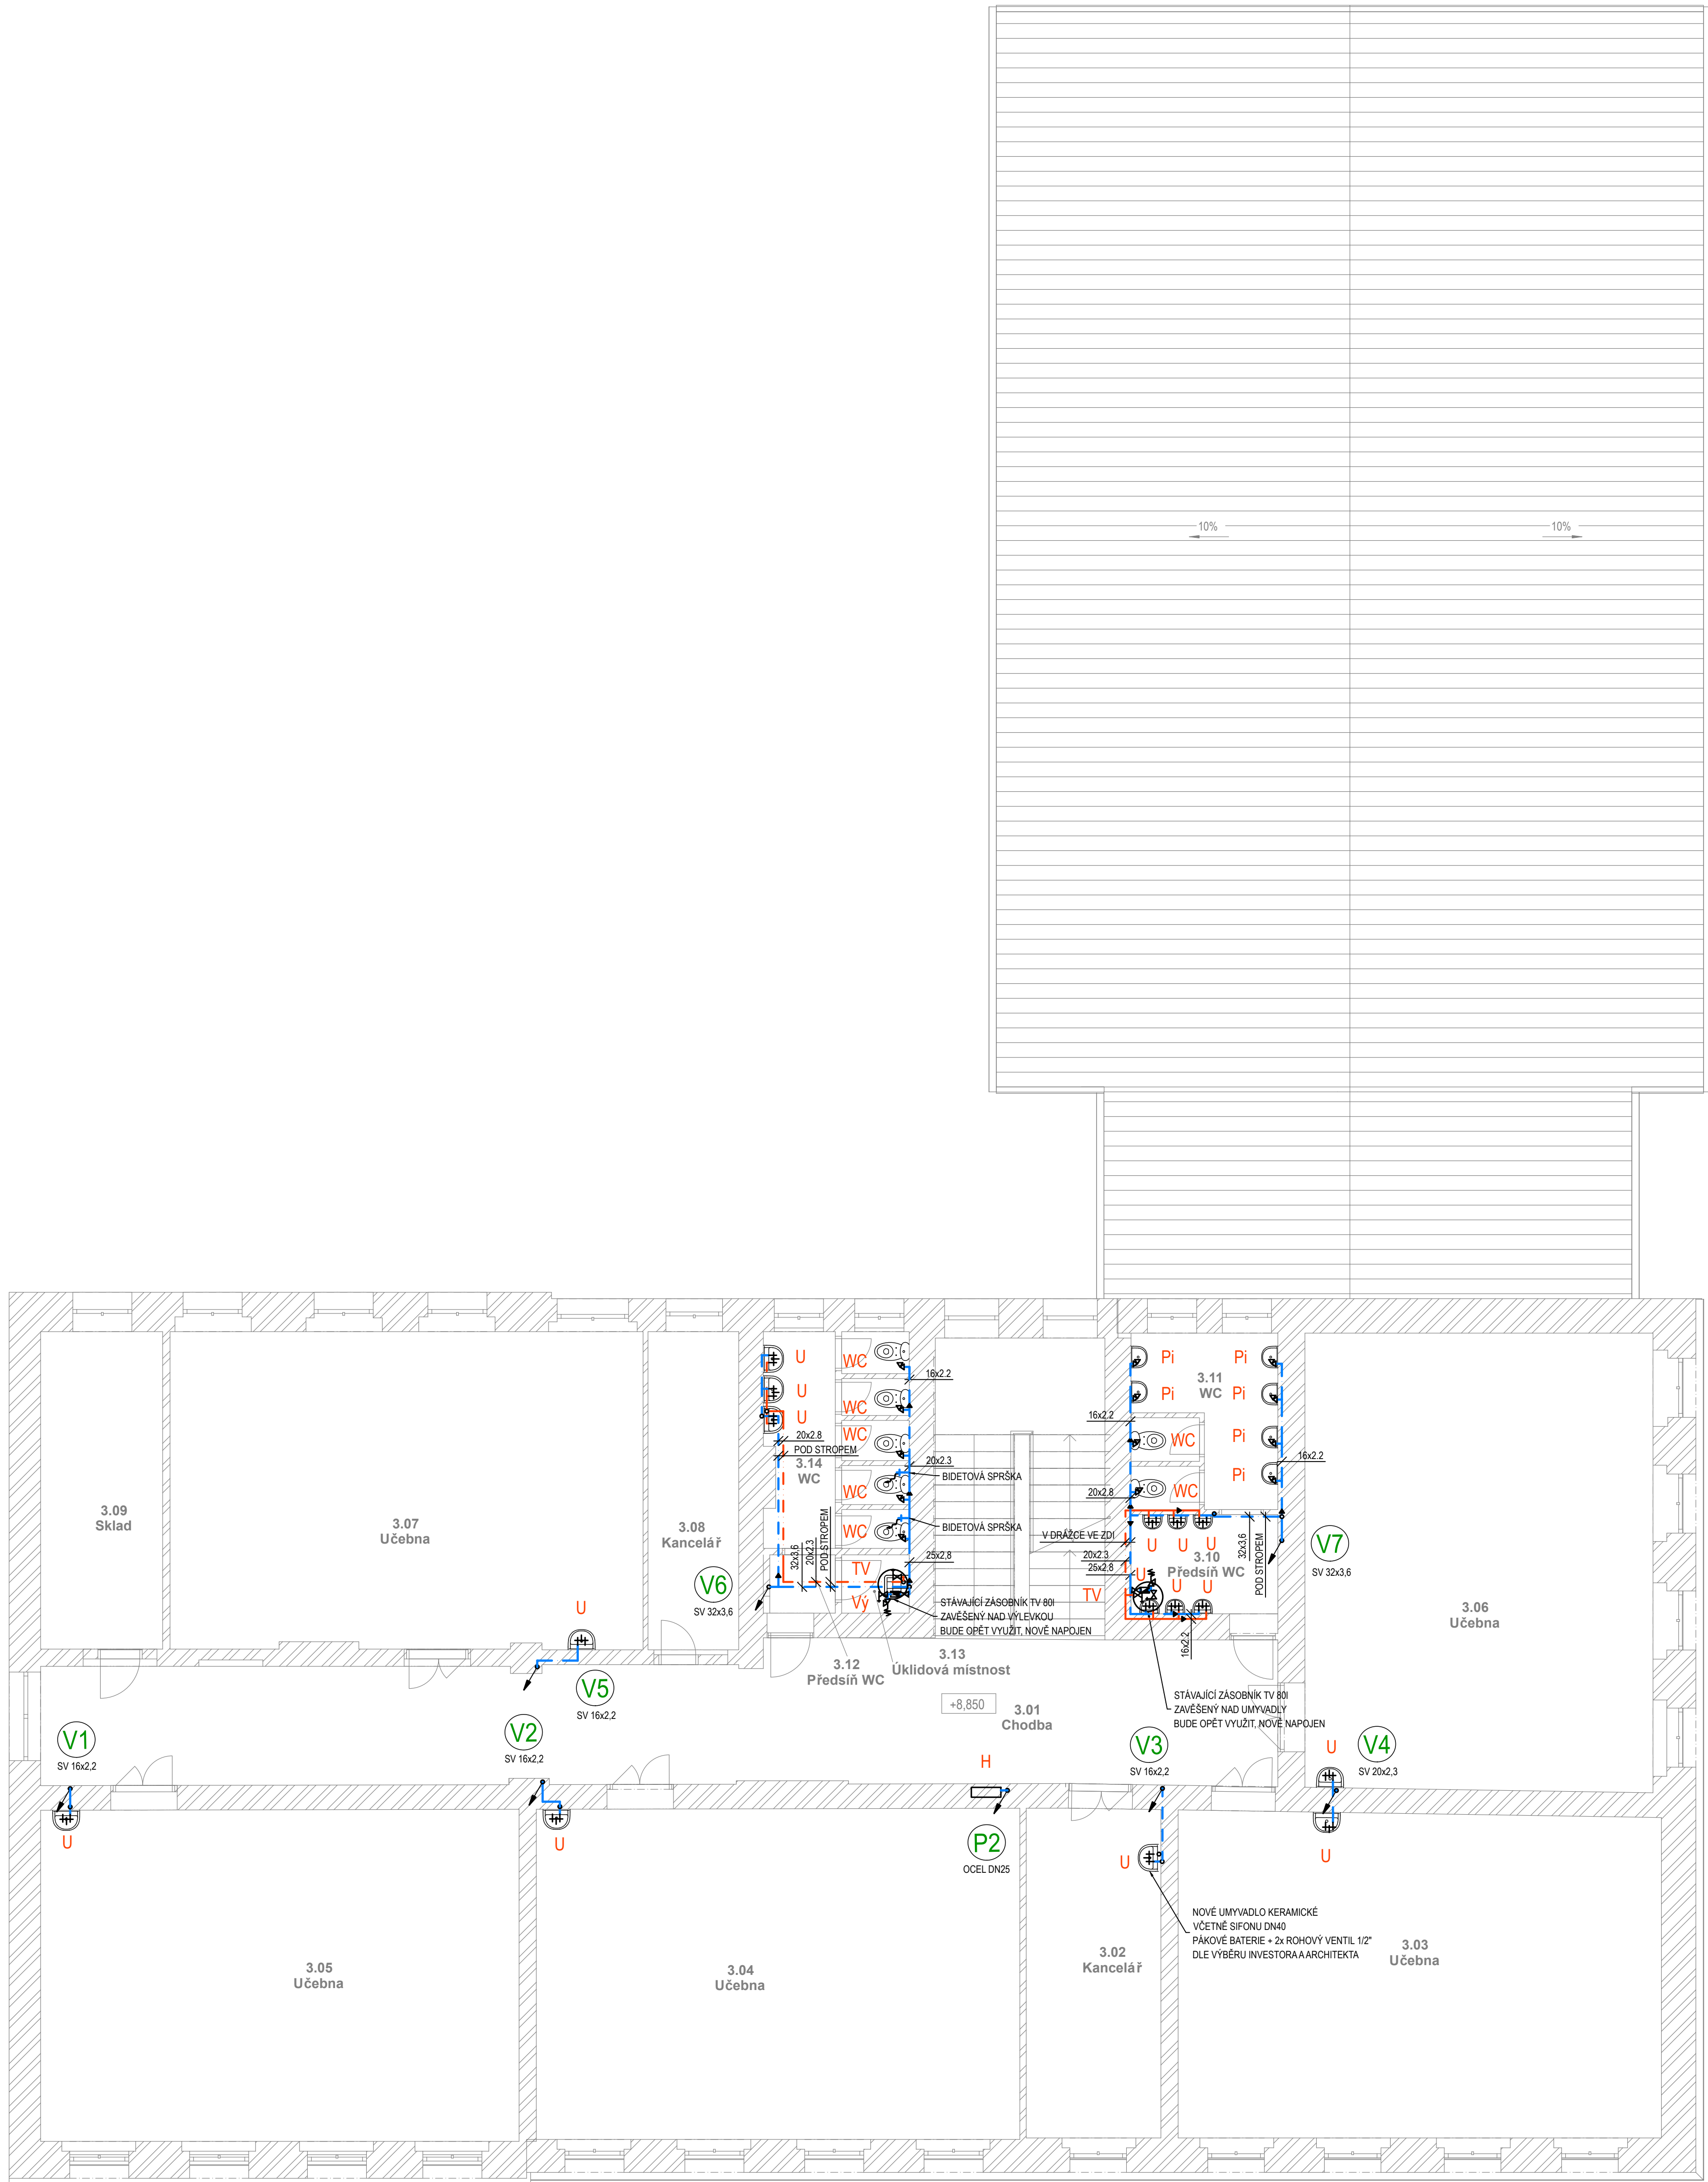 10%
10%
U
WC
16x2.2
U
WC
U
WC
20x2.8
POD STROPEM
3.14
WC
20x2.3
BIDETOVÁ SPRŠKA
WC
BIDETOVÁ SPRŠKA
WC
32x3,6
20x2.3
POD STROPEM
25x2,8
TV
Vý
STÁVAJÍCÍ ZÁSOBNÍK TV 80l
ZAVĚŠENÝ NAD VÝLEVKOU
BUDE OPĚT VYUŽIT, NOVĚ NAPOJEN
Pi
Pi
3.11
WC
Pi
Pi
16x2.2
WC
Pi
16x2.2
Pi
20x2,8
WC
V DRÁŽCE VE ZDI
U
U
U
32x3,6
POD STROPEM
20x2.3
25x2,8
3.10
Předsíň WC
U
U
U
TV
16x2.2
V7
SV 32x3,6
3.09
Sklad
3.07
Učebna
3.08
Kancelář
V6
SV 32x3,6
3.06
Učebna
U
3.12
Předsíň WC
3.13
Úklidová místnost
V5
SV 16x2,2
+8,850
3.01
Chodba
STÁVAJÍCÍ ZÁSOBNÍK TV 80l
ZAVĚŠENÝ NAD UMYVADLY
BUDE OPĚT VYUŽIT, NOVĚ NAPOJEN
V1
SV 16x2,2
V2
SV 16x2,2
H
V3
SV 16x2,2
U
V4
SV 20x2,3
U
U
P2
OCEL DN25
U
U
NOVÉ UMYVADLO KERAMICKÉ
VČETNĚ SIFONU DN40
PÁKOVÉ BATERIE + 2x ROHOVÝ VENTIL 1/2"
DLE VÝBĚRU INVESTORA A ARCHITEKTA
3.05
Učebna
3.04
Učebna
3.02
Kancelář
3.03
Učebna